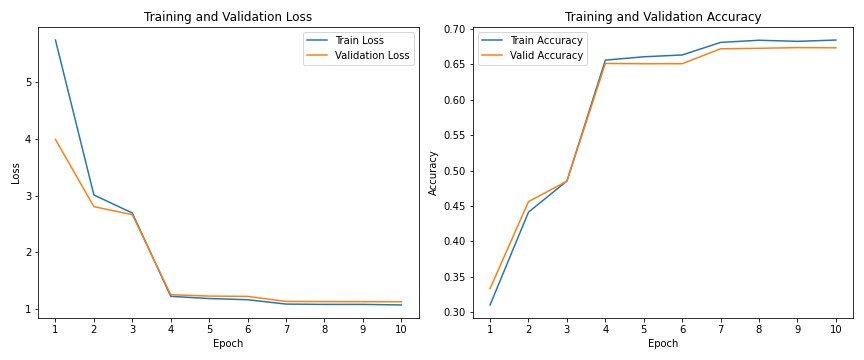 Training and Validation Loss
Train Loss
Validation Loss
5
4
3
2
1
Loss
1 2 3 4 5 6 7 8 9 10
Epoch
Training and Validation Accuracy
Train Accuracy
Valid Accuracy
0.70
0.65
0.60
0.55
0.50
0.45
0.40
0.35
0.30
Accuracy
1 2 3 4 5 6 7 8 9 10
Epoch